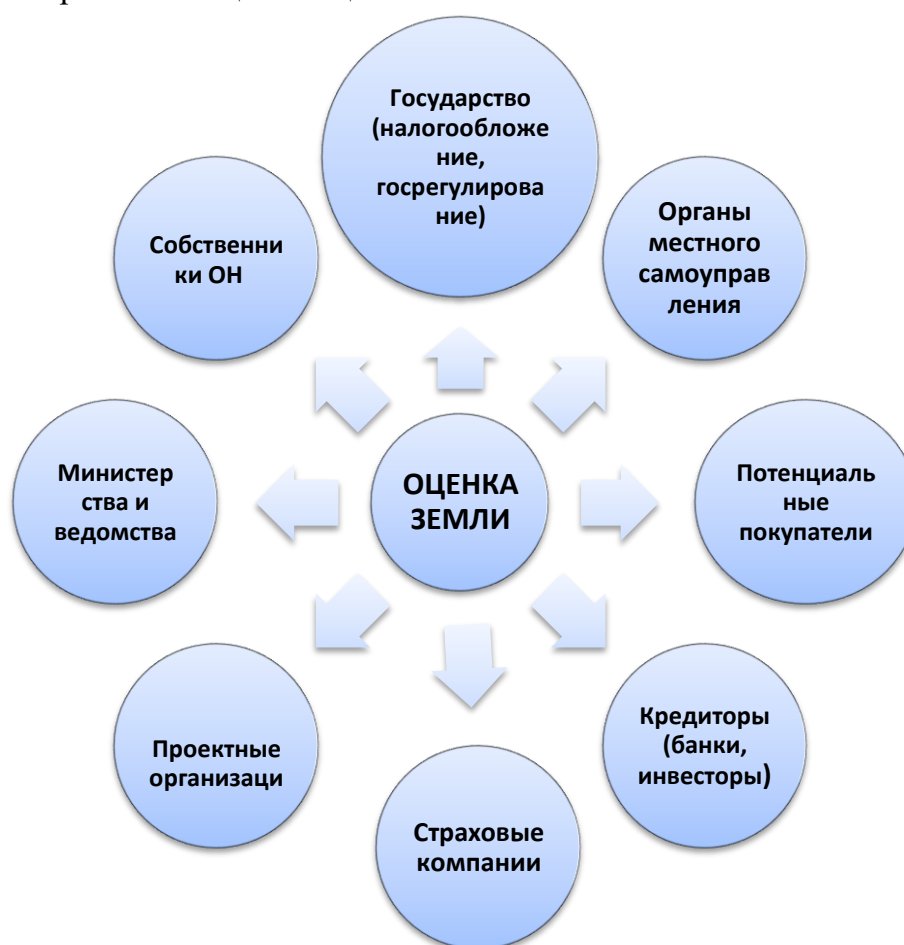 Государство
(налогообложе
ние,
госрегулирова
ние)
Собственни
ки ОН
Органы
местного
самоуправ
ления
Министер
ства и
ведомства
ОЦЕНКА
ЗЕМЛИ
Потенциаль
ные
покупатели
Проектные
организаци
Кредиторы
(банки,
инвесторы)
Страховые
компании